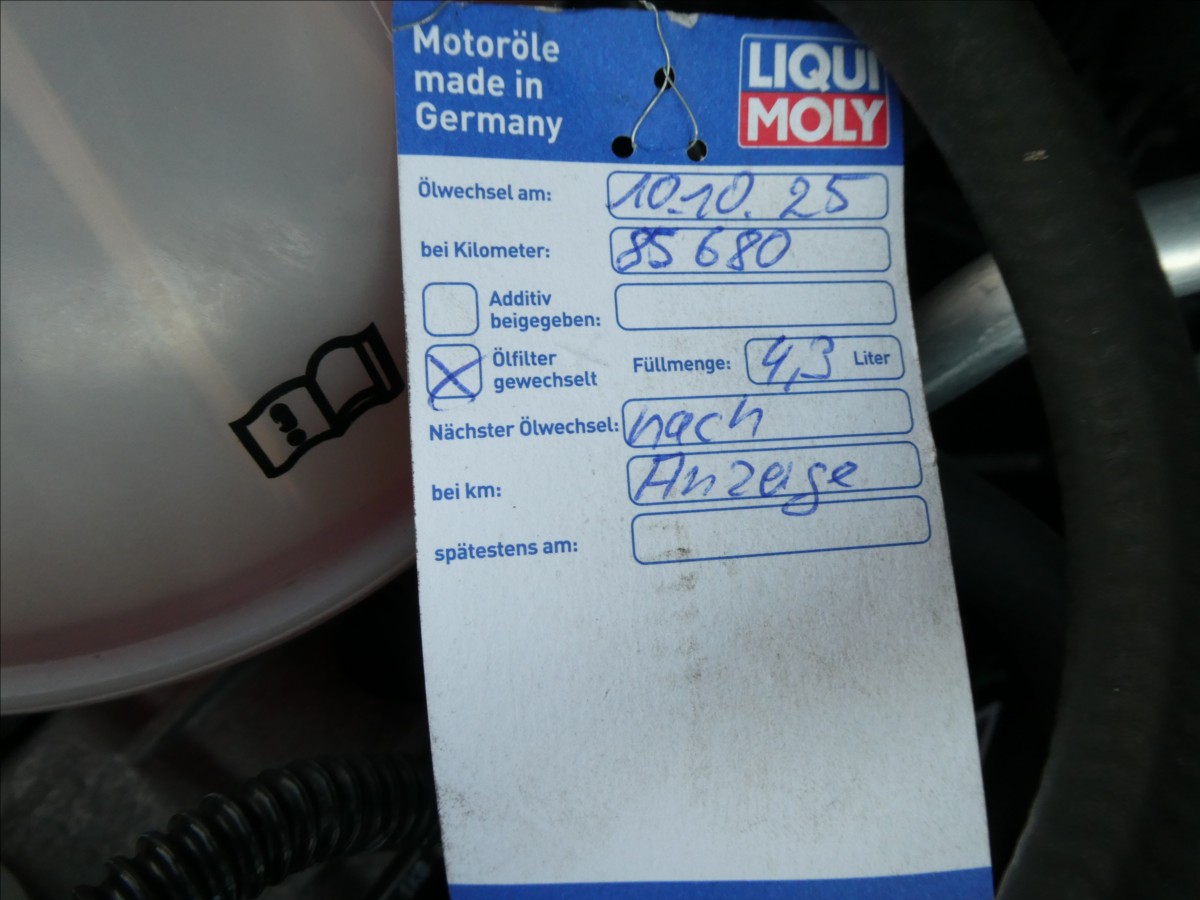 Motoröle
made in
Germany
LIQUI
MOLY
Ölwechsel am: 10.10. 25
bei Kilometer: 85 680
Additiv
beigegeben:
Ölfilter
gewechselt
Füllmenge: 4,3 Liter
Nächster Ölwechsel: nach
bei km: Anzeige
spätestens am: